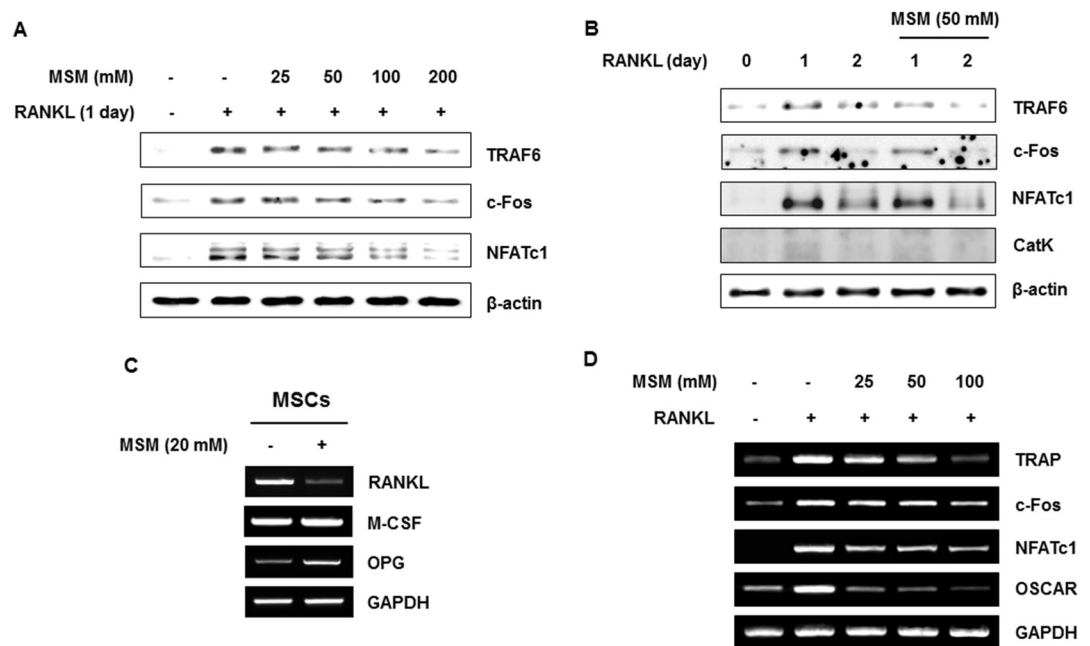 A
MSM (mM) - - 25 50 100 200
RANKL (1 day) - + + + + +
TRAF6
c-Fos
NFATc1
β-actin
B
MSM (50 mM)
RANKL (day) 0 1 2 1 2
TRAF6
c-Fos
NFATc1
CatK
β-actin
C
MSCs
MSM (20 mM) - +
RANKL
M-CSF
OPG
GAPDH
D
MSM (mM) - - 25 50 100
RANKL - + + + +
TRAP
c-Fos
NFATc1
OSCAR
GAPDH